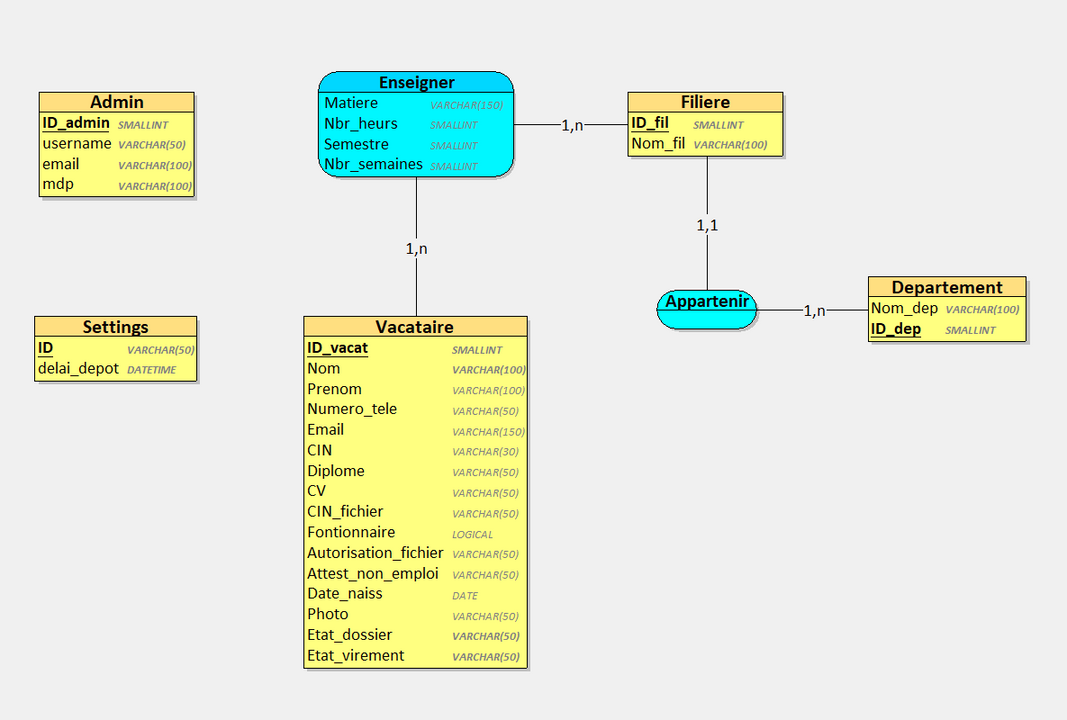 Admin
ID_admin SMALLINT
username VARCHAR(50)
email VARCHAR(100)
mdp VARCHAR(100)
Enseigner
Matiere VARCHAR(150)
Nbr_heurs SMALLINT
Semestre SMALLINT
Nbr_semaines SMALLINT
1,n
Filiere
ID_fil SMALLINT
Nom_fil VARCHAR(100)
1,n
1,1
Appartenir
1,n
Departement
Nom_dep VARCHAR(100)
ID_dep SMALLINT
Settings
ID VARCHAR(50)
delai_depot DATETIME
Vacataire
ID_vacat SMALLINT
Nom VARCHAR(100)
Prenom VARCHAR(100)
Numero_tele VARCHAR(50)
Email VARCHAR(150)
CIN VARCHAR(30)
Diplome VARCHAR(50)
CV VARCHAR(50)
CIN_fichier VARCHAR(50)
Fontionnaire LOGICAL
Autorisation_fichier VARCHAR(50)
Attest_non_emploi VARCHAR(50)
Date_naiss DATE
Photo VARCHAR(50)
Etat_dossier VARCHAR(50)
Etat_virement VARCHAR(50)